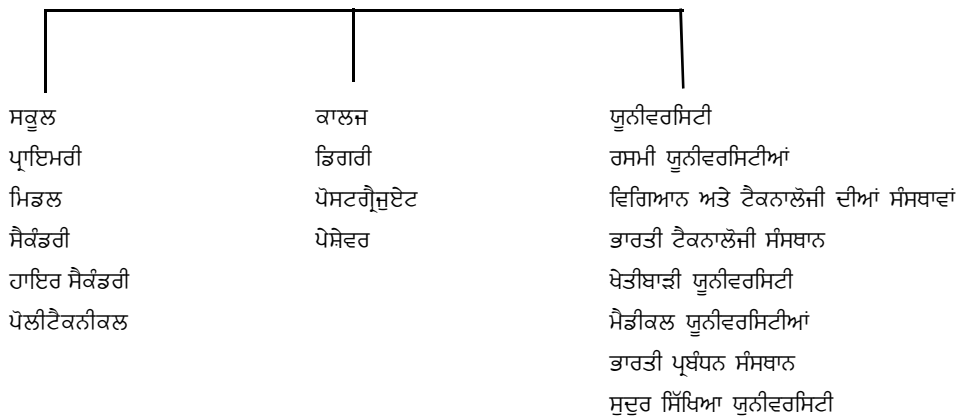 ਸਕੂਲ
ਪ੍ਰਾਇਮਰੀ
ਮਿਡਲ
ਸੈਕੰਡਰੀ
ਹਾਇਰ ਸੈਕੰਡਰੀ
ਪੋਲੀਟੈਕਨੀਕਲ
ਕਾਲਜ
ਡਿਗਰੀ
ਪੋਸਟਗ੍ਰੈਜੁਏਟ
ਪੇਸ਼ੇਵਰ
ਯੂਨੀਵਰਸਿਟੀ
ਰਸਮੀ ਯੂਨੀਵਰਸਿਟੀਆਂ
ਵਿਗਿਆਨ ਅਤੇ ਟੈਕਨਾਲੋਜੀ ਦੀਆਂ ਸੰਸਥਾਵਾਂ
ਭਾਰਤੀ ਟੈਕਨਾਲੋਜੀ ਸੰਸਥਾਨ
ਖੇਤੀਬਾੜੀ ਯੂਨੀਵਰਸਿਟੀ
ਮੈਡੀਕਲ ਯੂਨੀਵਰਸਿਟੀਆਂ
ਭਾਰਤੀ ਪ੍ਰਬੰਧਨ ਸੰਸਥਾਨ
ਸੁਦੂਰ ਸਿੱਖਿਆ ਯੂਨੀਵਰਸਿਟੀ